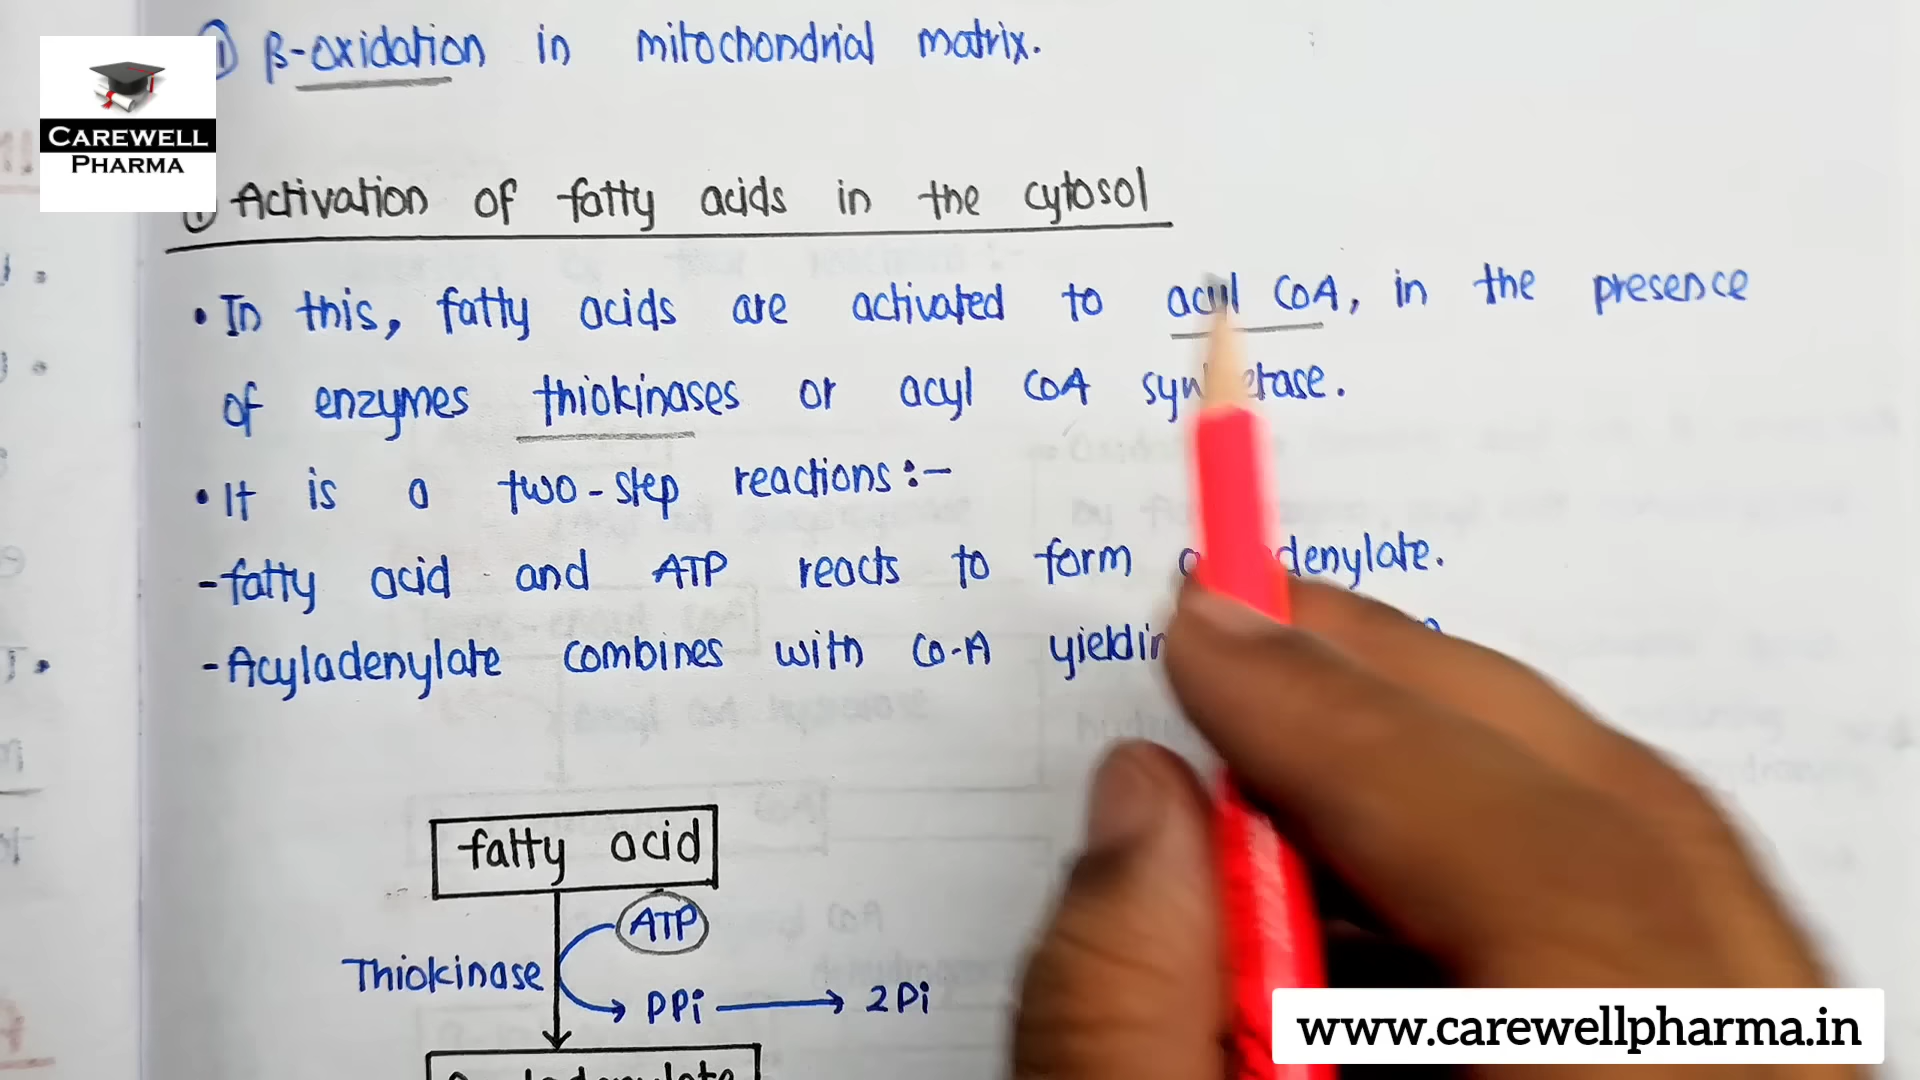 β-oxidation in mitochondrial matrix.
CAREWELL
PHARMA
Activation of fatty acids in the cytosol
• In this, fatty acids are activated to acyl CoA, in the presence
of enzymes thiokinases or acyl CoA
• It is a two-step reactions:-
- fatty acid and ATP reacts to form
- Acyladenylate combines with Co-A
fatty acid
ATP
Thiokinase
PPi → 2Pi
www.carewellpharma.in